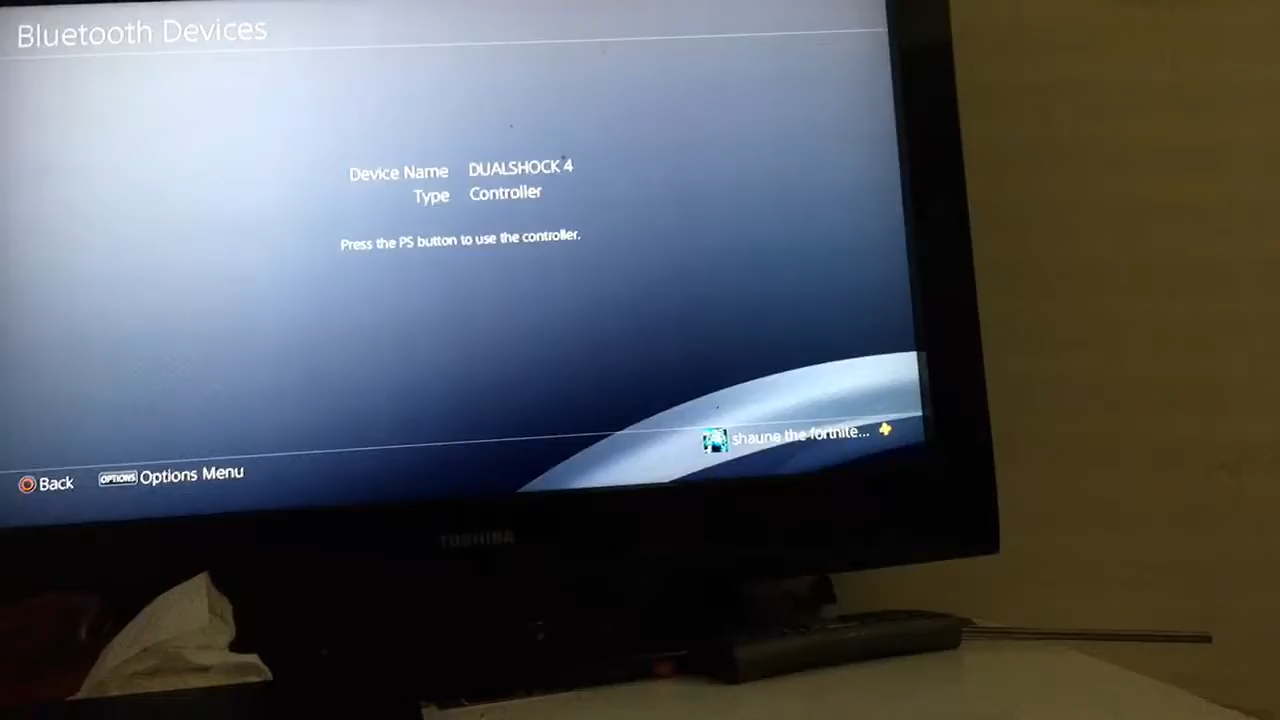 Bluetooth Devices
Device Name DUALSHOCK 4
Type Controller
Press the PS button to use the controller.
shaune the fortnite...
Back OPTIONS Options Menu
TOSHIBA